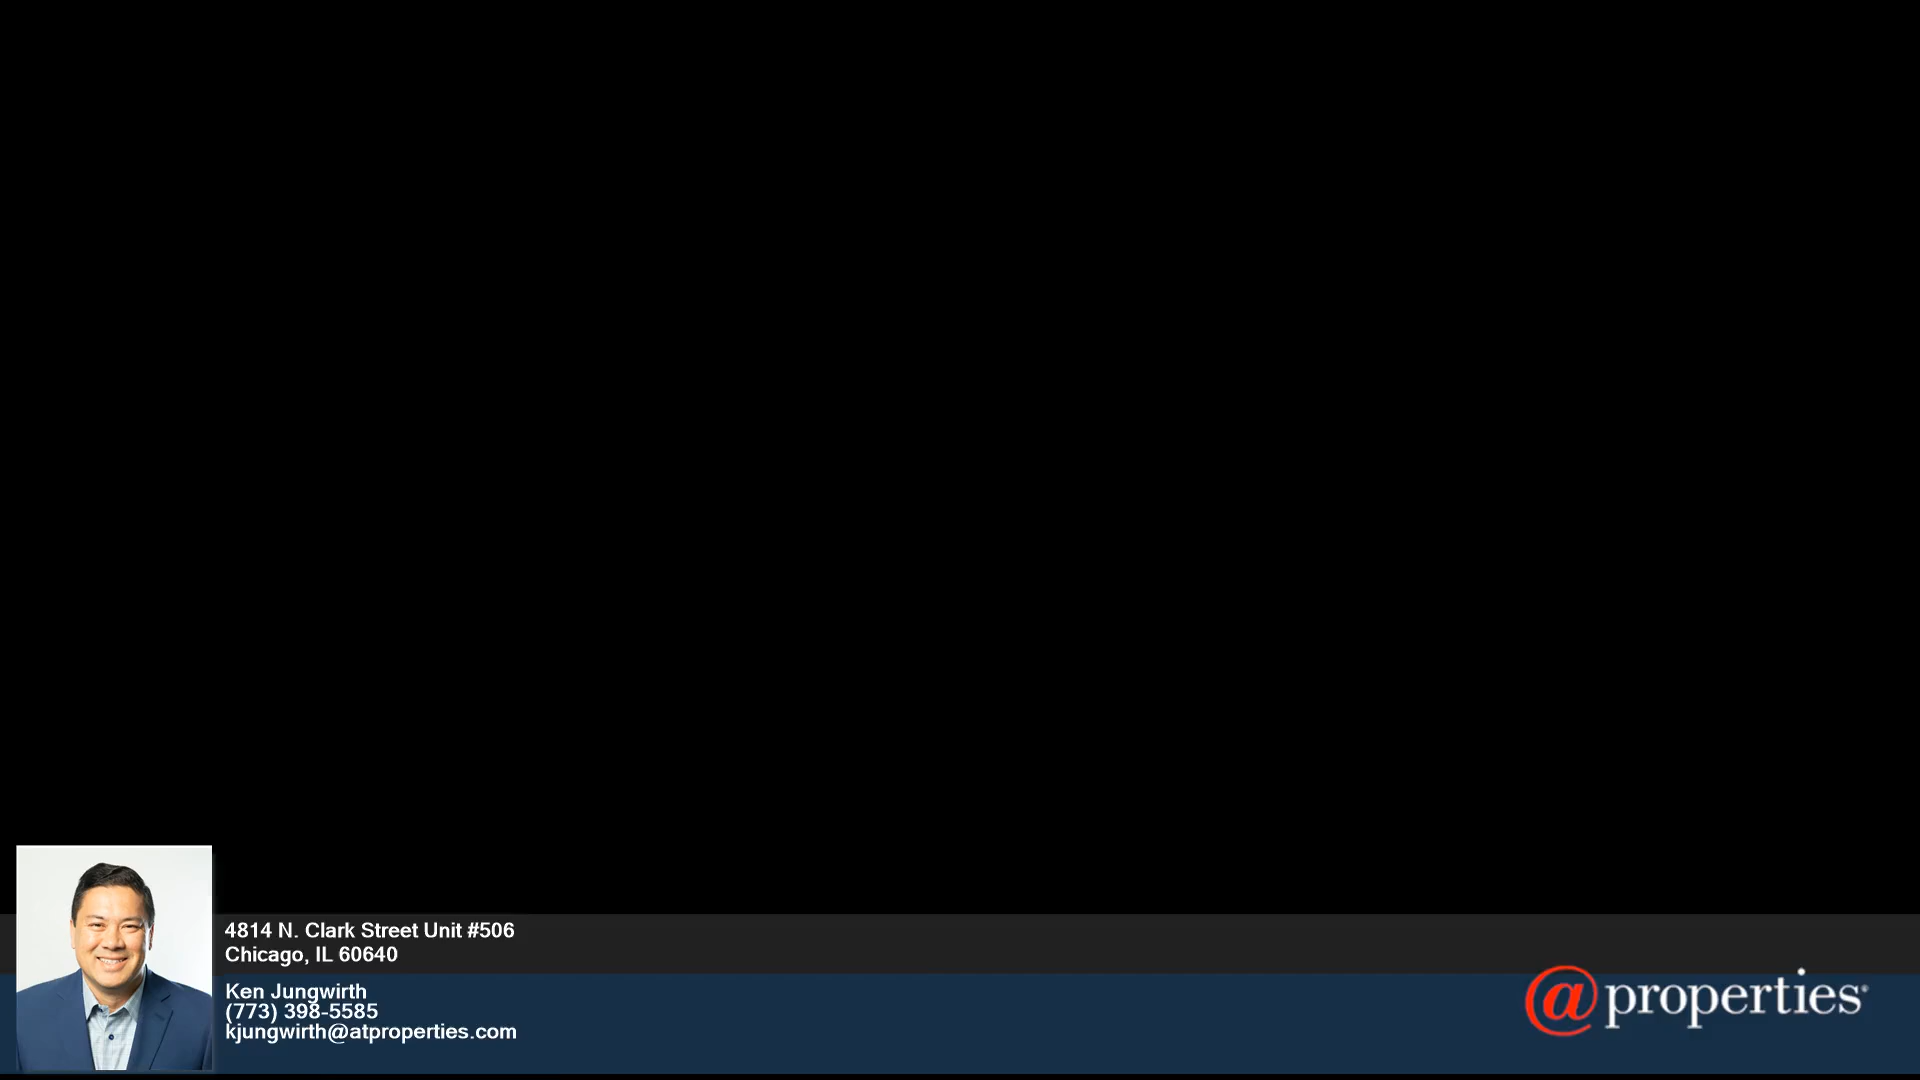 4814 N. Clark Street Unit #506
Chicago, IL 60640
Ken Jungwirth
(773) 398-5585
kjungwirth@atproperties.com
@properties®